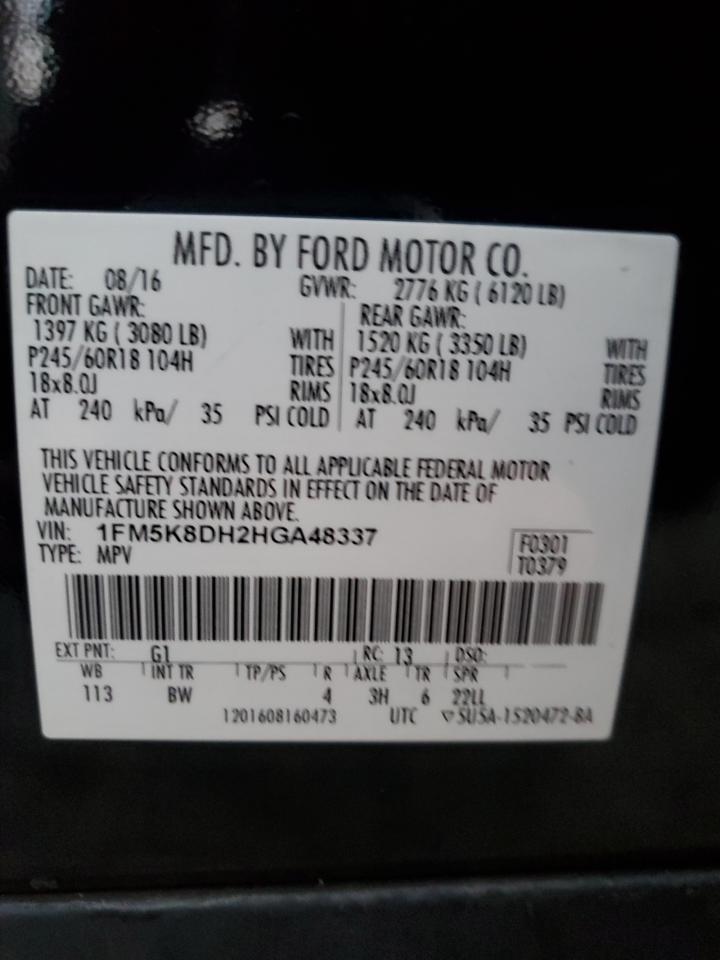 MFD. BY FORD MOTOR CO.
DATE: 08/16 GVWR: 2776 KG ( 6120 LB)
FRONT GAWR: REAR GAWR:
1397 KG ( 3080 LB) WITH 1520 KG ( 3350 LB) WITH
P245/60R18 104H TIRES P245/60R18 104H TIRES
18x8.0J RIMS 18x8.0J RIMS
AT 240 kPa/ 35 PSI COLD AT 240 kPa/ 35 PSI COLD
THIS VEHICLE CONFORMS TO ALL APPLICABLE FEDERAL MOTOR
VEHICLE SAFETY STANDARDS IN EFFECT ON THE DATE OF
MANUFACTURE SHOWN ABOVE.
VIN: 1FM5K8DH2HGA48337 F0301
TYPE: MPV T0379
EXT PNT: G1 RC: 13 DSO:
WB INT TR TP/PS R AXLE TR SPR
113 BW 4 3H 6 22LL
1201608160473 UTC ▽5U5A-1520472-BA